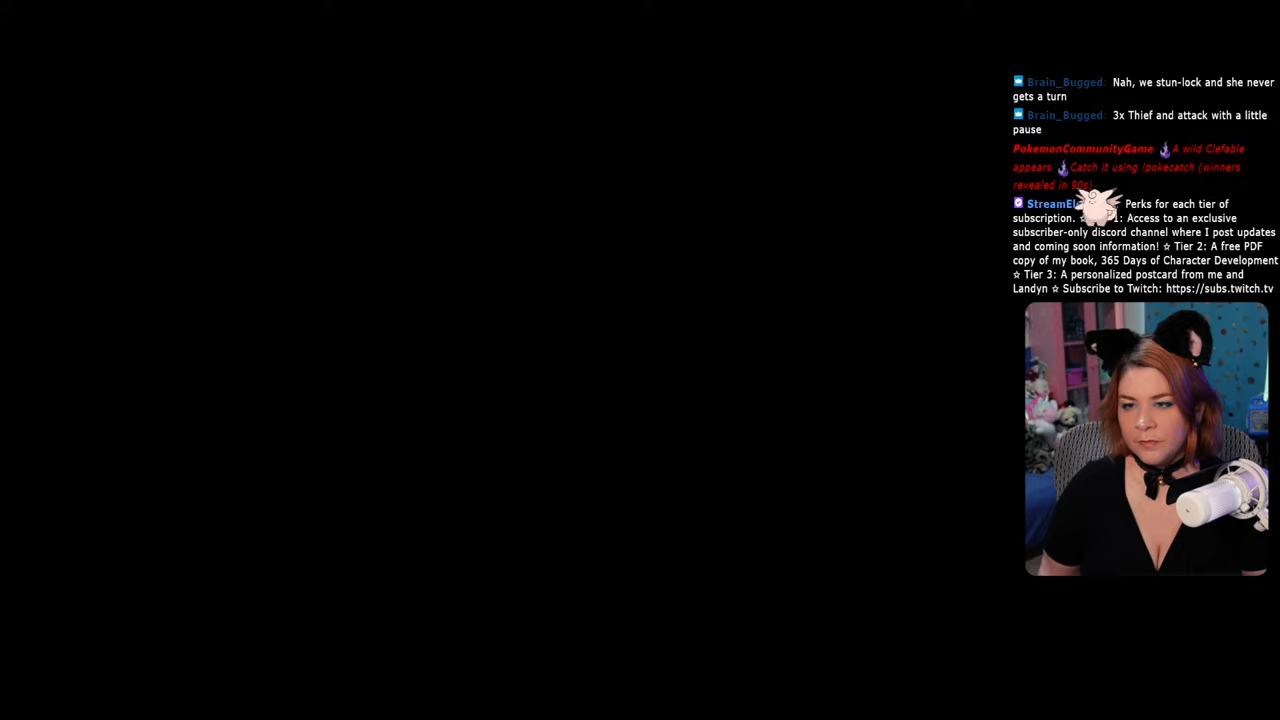 Brain_Bugged: Nah, we stun-lock and she never
gets a turn
Brain_Bugged: 3x Thief and attack with a little
pause
PokemonCommunityGame A wild Clefable
appears Catch it using !pokecatch (winners
revealed in 90s)
Perks for each tier of
subscription. ☆ 1: Access to an exclusive
subscriber-only discord channel where I post updates
and coming soon information! ☆ Tier 2: A free PDF
copy of my book, 365 Days of Character Development
☆ Tier 3: A personalized postcard from me and
Landyn ☆ Subscribe to Twitch: https://subs.twitch.tv